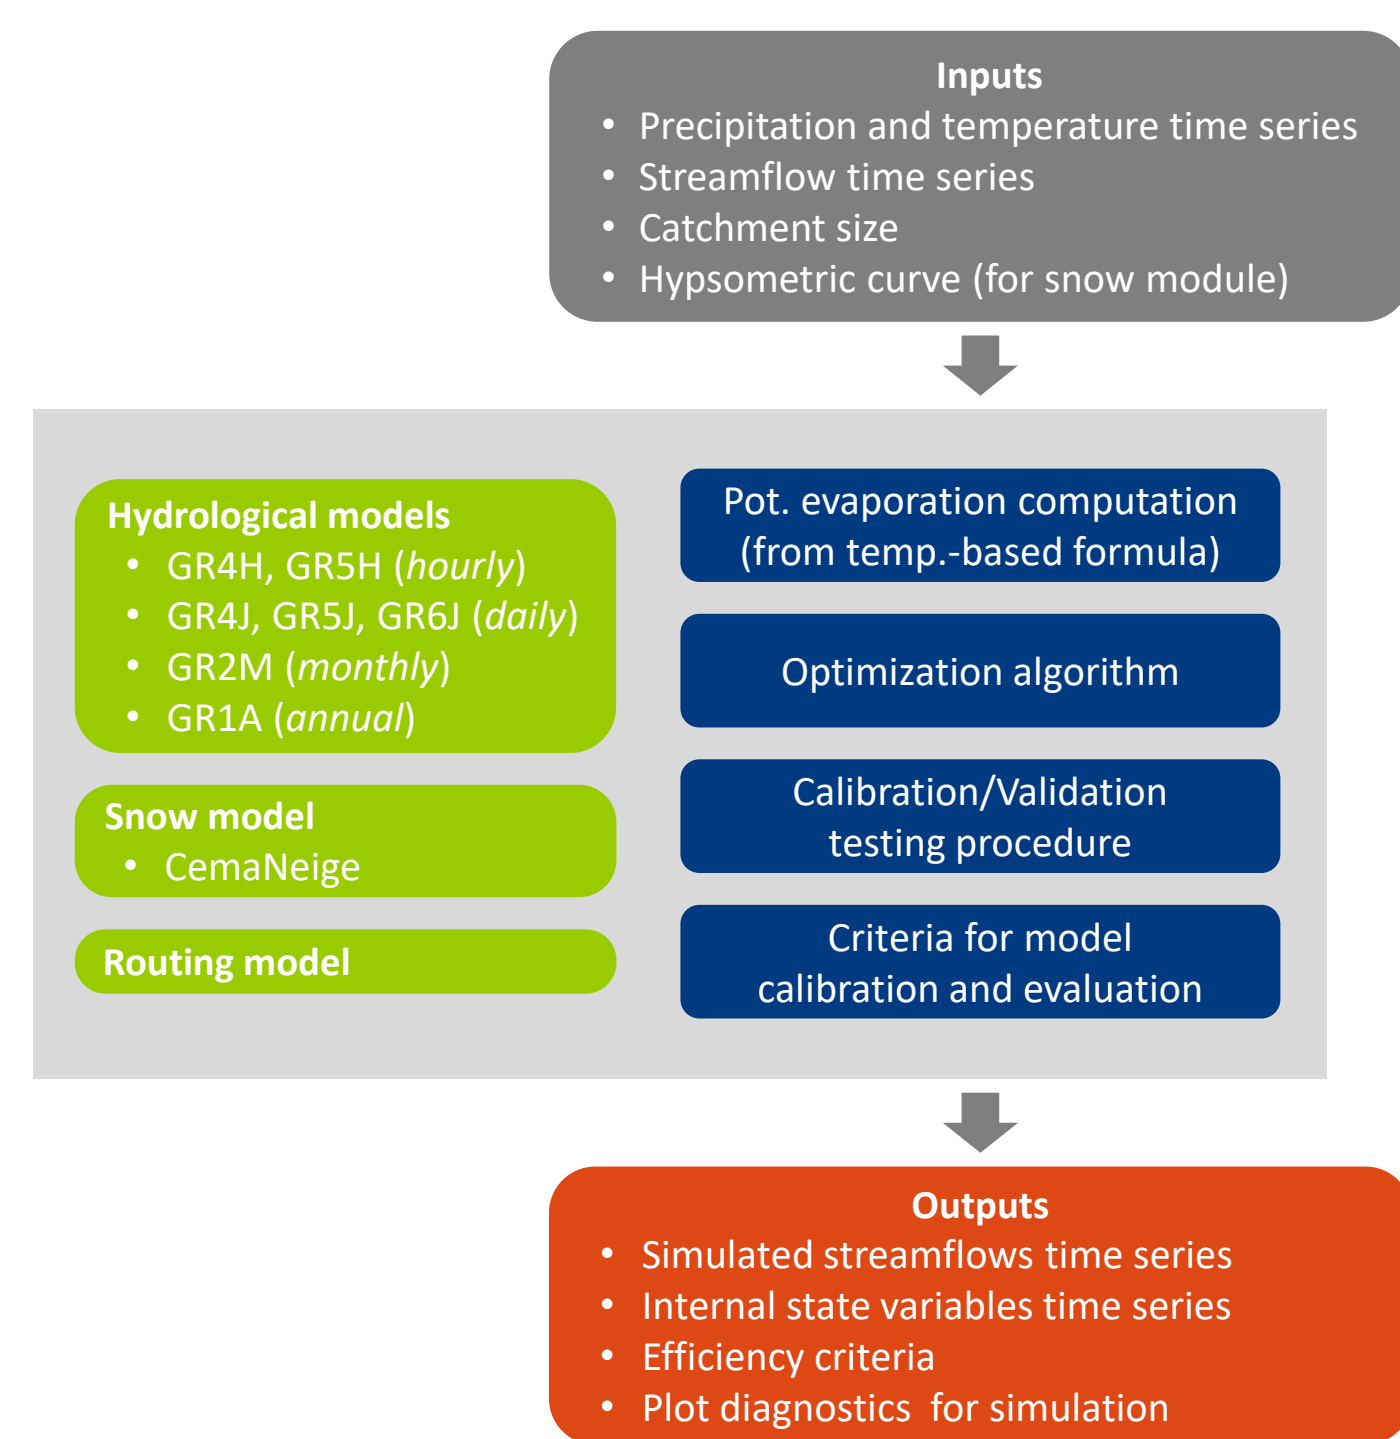 Inputs
• Precipitation and temperature time series
• Streamflow time series
• Catchment size
• Hypsometric curve (for snow module)
Hydrological models
• GR4H, GR5H (hourly)
• GR4J, GR5J, GR6J (daily)
• GR2M (monthly)
• GR1A (annual)
Snow model
• CemaNeige
Routing model
Pot. evaporation computation
(from temp.-based formula)
Optimization algorithm
Calibration/Validation
testing procedure
Criteria for model
calibration and evaluation
Outputs
• Simulated streamflows time series
• Internal state variables time series
• Efficiency criteria
• Plot diagnostics  for simulation